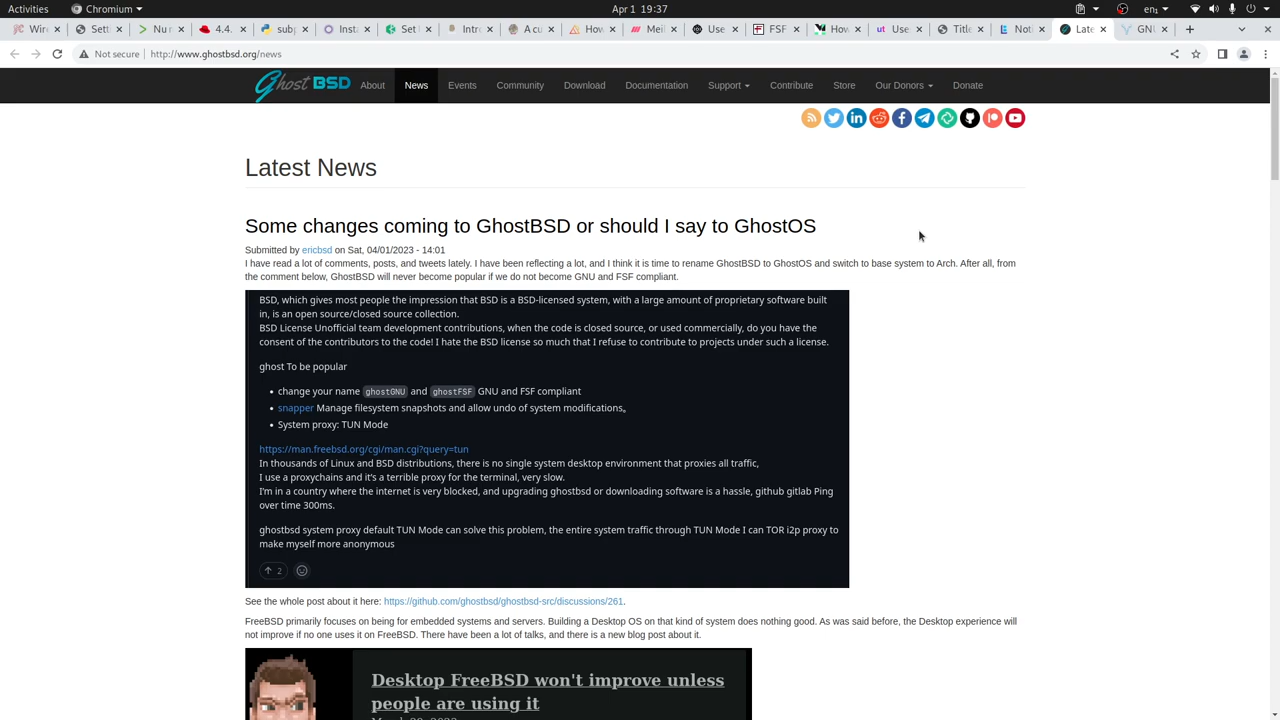 Activities
Chromium
Apr 1 19:37
Wire
Sett
Nu r
4.4.
Insta
Intro
A cu
How
Meil
Use
FSF
How
ut
Use
Title
New
Late
GNU
Not secure
http://www.ghostbsd.org/news
Ghost BSD
About
News
Events
Community
Download
Documentation
Support
Contribute
Store
Our Donors
Donate
Latest News
Some changes coming to GhostBSD or should I say to GhostOS
Submitted by ericbsd on Sat, 04/01/2023 - 14:01
I have read a lot of comments, posts, and tweets lately. I have been reflecting a lot, and I think it is time to rename GhostBSD to GhostOS and switch to base system to Arch. After all, from
the comment below, GhostBSD will never become popular if we do not become GNU and FSF compliant.
BSD, which gives most people the impression that BSD is a BSD-licensed system, with a large amount of proprietary software built
in, is an open source/closed source collection.
BSD License Unofficial team development contributions, when the code is closed source, or used commercially, do you have the
consent of the contributors to the code! I hate the BSD license so much that I refuse to contribute to projects under such a license.
ghost To be popular
• change your name ghostGNU and ghostFSF GNU and FSF compliant
• snapper Manage filesystem snapshots and allow undo of system modifications。
• System proxy: TUN Mode
https://man.freebsd.org/cgi/man.cgi?query=tun
In thousands of Linux and BSD distributions, there is no single system desktop environment that proxies all traffic,
I use a proxychains and it's a terrible proxy for the terminal, very slow.
I'm in a country where the internet is very blocked, and upgrading ghostbsd or downloading software is a hassle, github gitlab Ping
over time 300ms.
ghostbsd system proxy default TUN Mode can solve this problem, the entire system traffic through TUN Mode I can TOR i2p proxy to
make myself more anonymous
2
See the whole post about it here: https://github.com/ghostbsd/ghostbsd-src/discussions/261.
FreeBSD primarily focuses on being for embedded systems and servers. Building a Desktop OS on that kind of system does nothing good. As was said before, the Desktop experience will
not improve if no one uses it on FreeBSD. There have been a lot of talks, and there is a new blog post about it.
Desktop FreeBSD won't improve unless
people are using it